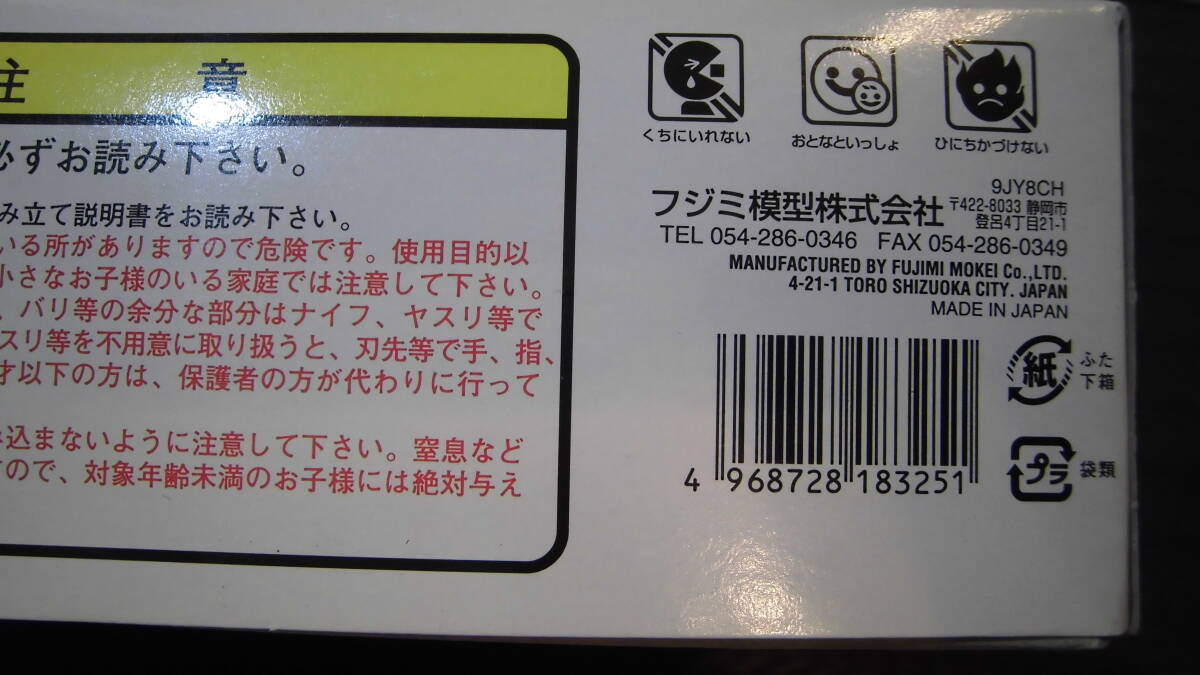 注 意
必ずお読み下さい。
み立て説明書をお読み下さい。
いる所がありますので危険です。使用目的以
小さなお子様のいる家庭では注意して下さい。
、バリ等の余分な部分はナイフ、ヤスリ等で
スリ等を不用意に取り扱うと、刃先等で手、指、
才以下の方は、保護者の方が代わりに行って
込まないように注意して下さい。窒息など
ので、対象年齢未満のお子様には絶対与え
くちにいれない
おとなといっしょ
ひにちかづけない
9JY8CH
フジミ模型株式会社 〒422-8033 静岡市
登呂4丁目21-1
TEL 054-286-0346 FAX 054-286-0349
MANUFACTURED BY FUJIMI MOKEI Co.,LTD.
4-21-1 TORO SHIZUOKA CITY. JAPAN
MADE IN JAPAN
紙 ふた
下箱
プラ 袋類
4 968728 183251